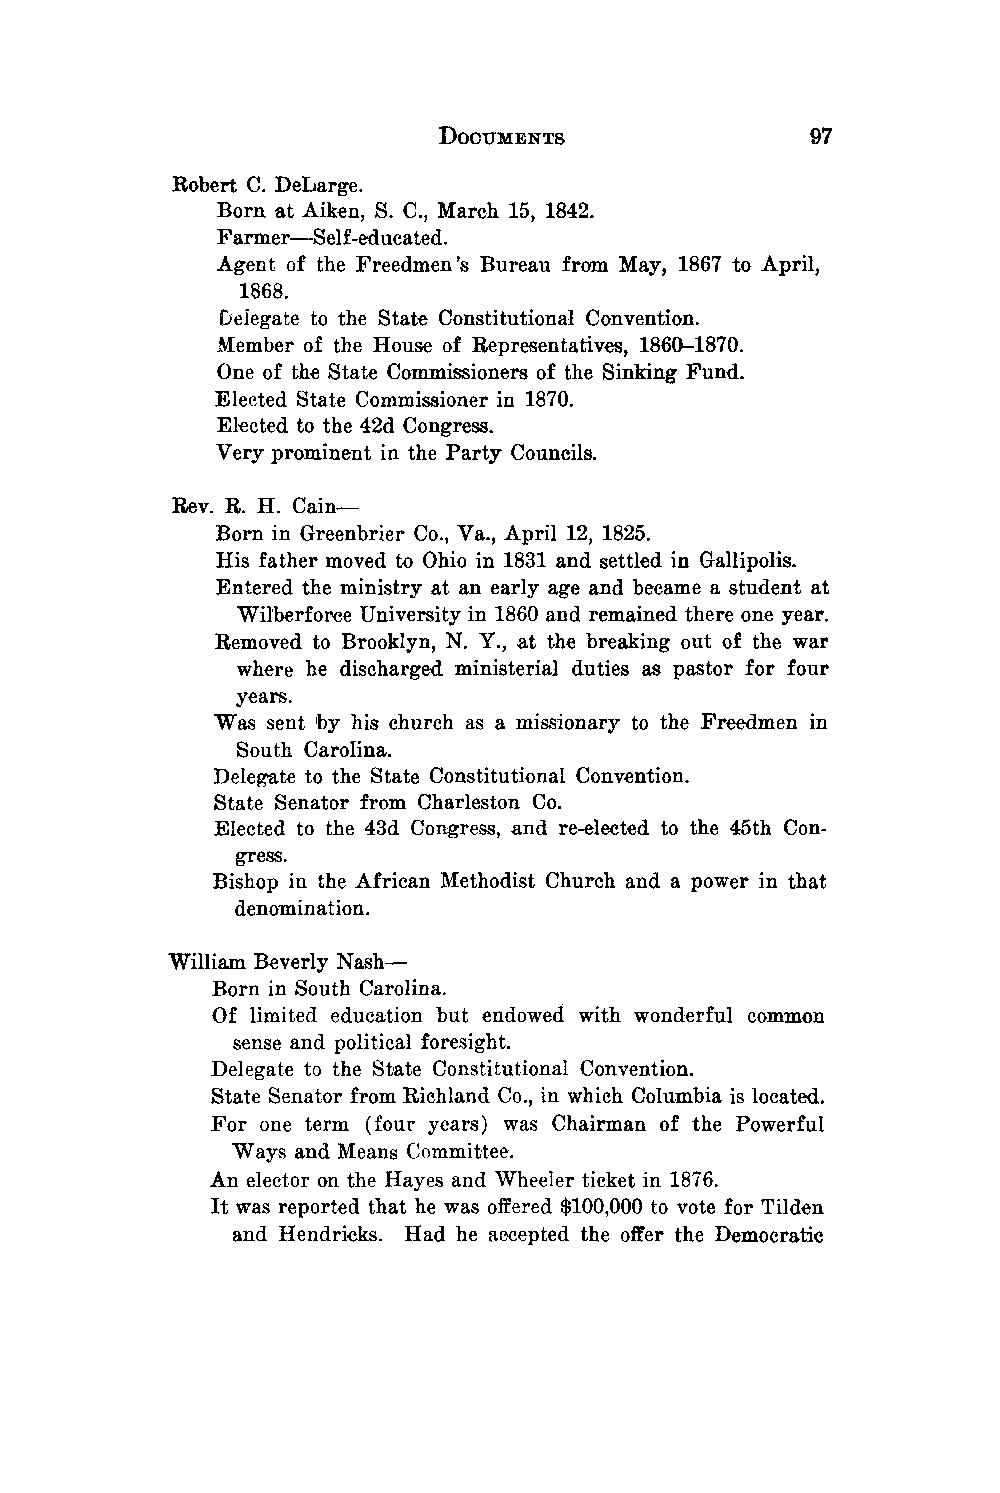 DOCUMENTS 97
Robert C. DeLarge.
Born at Aiken, S. C., March 15, 1842.
Farmer—Self-educated.
Agent of the Freedmen's Bureau from May, 1867 to April,
1868.
Delegate to the State Constitutional Convention.
Member of the House of Representatives, 1860–1870.
One of the State Commissioners of the Sinking Fund.
Elected State Commissioner in 1870.
Elected to the 42d Congress.
Very prominent in the Party Councils.
Rev. R. H. Cain—
Born in Greenbrier Co., Va., April 12, 1825.
His father moved to Ohio in 1831 and settled in Gallipolis.
Entered the ministry at an early age and became a student at
Wilberforce University in 1860 and remained there one year.
Removed to Brooklyn, N. Y., at the breaking out of the war
where he discharged ministerial duties as pastor for four
years.
Was sent by his church as a missionary to the Freedmen in
South Carolina.
Delegate to the State Constitutional Convention.
State Senator from Charleston Co.
Elected to the 43d Congress, and re-elected to the 45th Con-
gress.
Bishop in the African Methodist Church and a power in that
denomination.
William Beverly Nash—
Born in South Carolina.
Of limited education but endowed with wonderful common
sense and political foresight.
Delegate to the State Constitutional Convention.
State Senator from Richland Co., in which Columbia is located.
For one term (four years) was Chairman of the Powerful
Ways and Means Committee.
An elector on the Hayes and Wheeler ticket in 1876.
It was reported that he was offered $100,000 to vote for Tilden
and Hendricks. Had he accepted the offer the Democratic